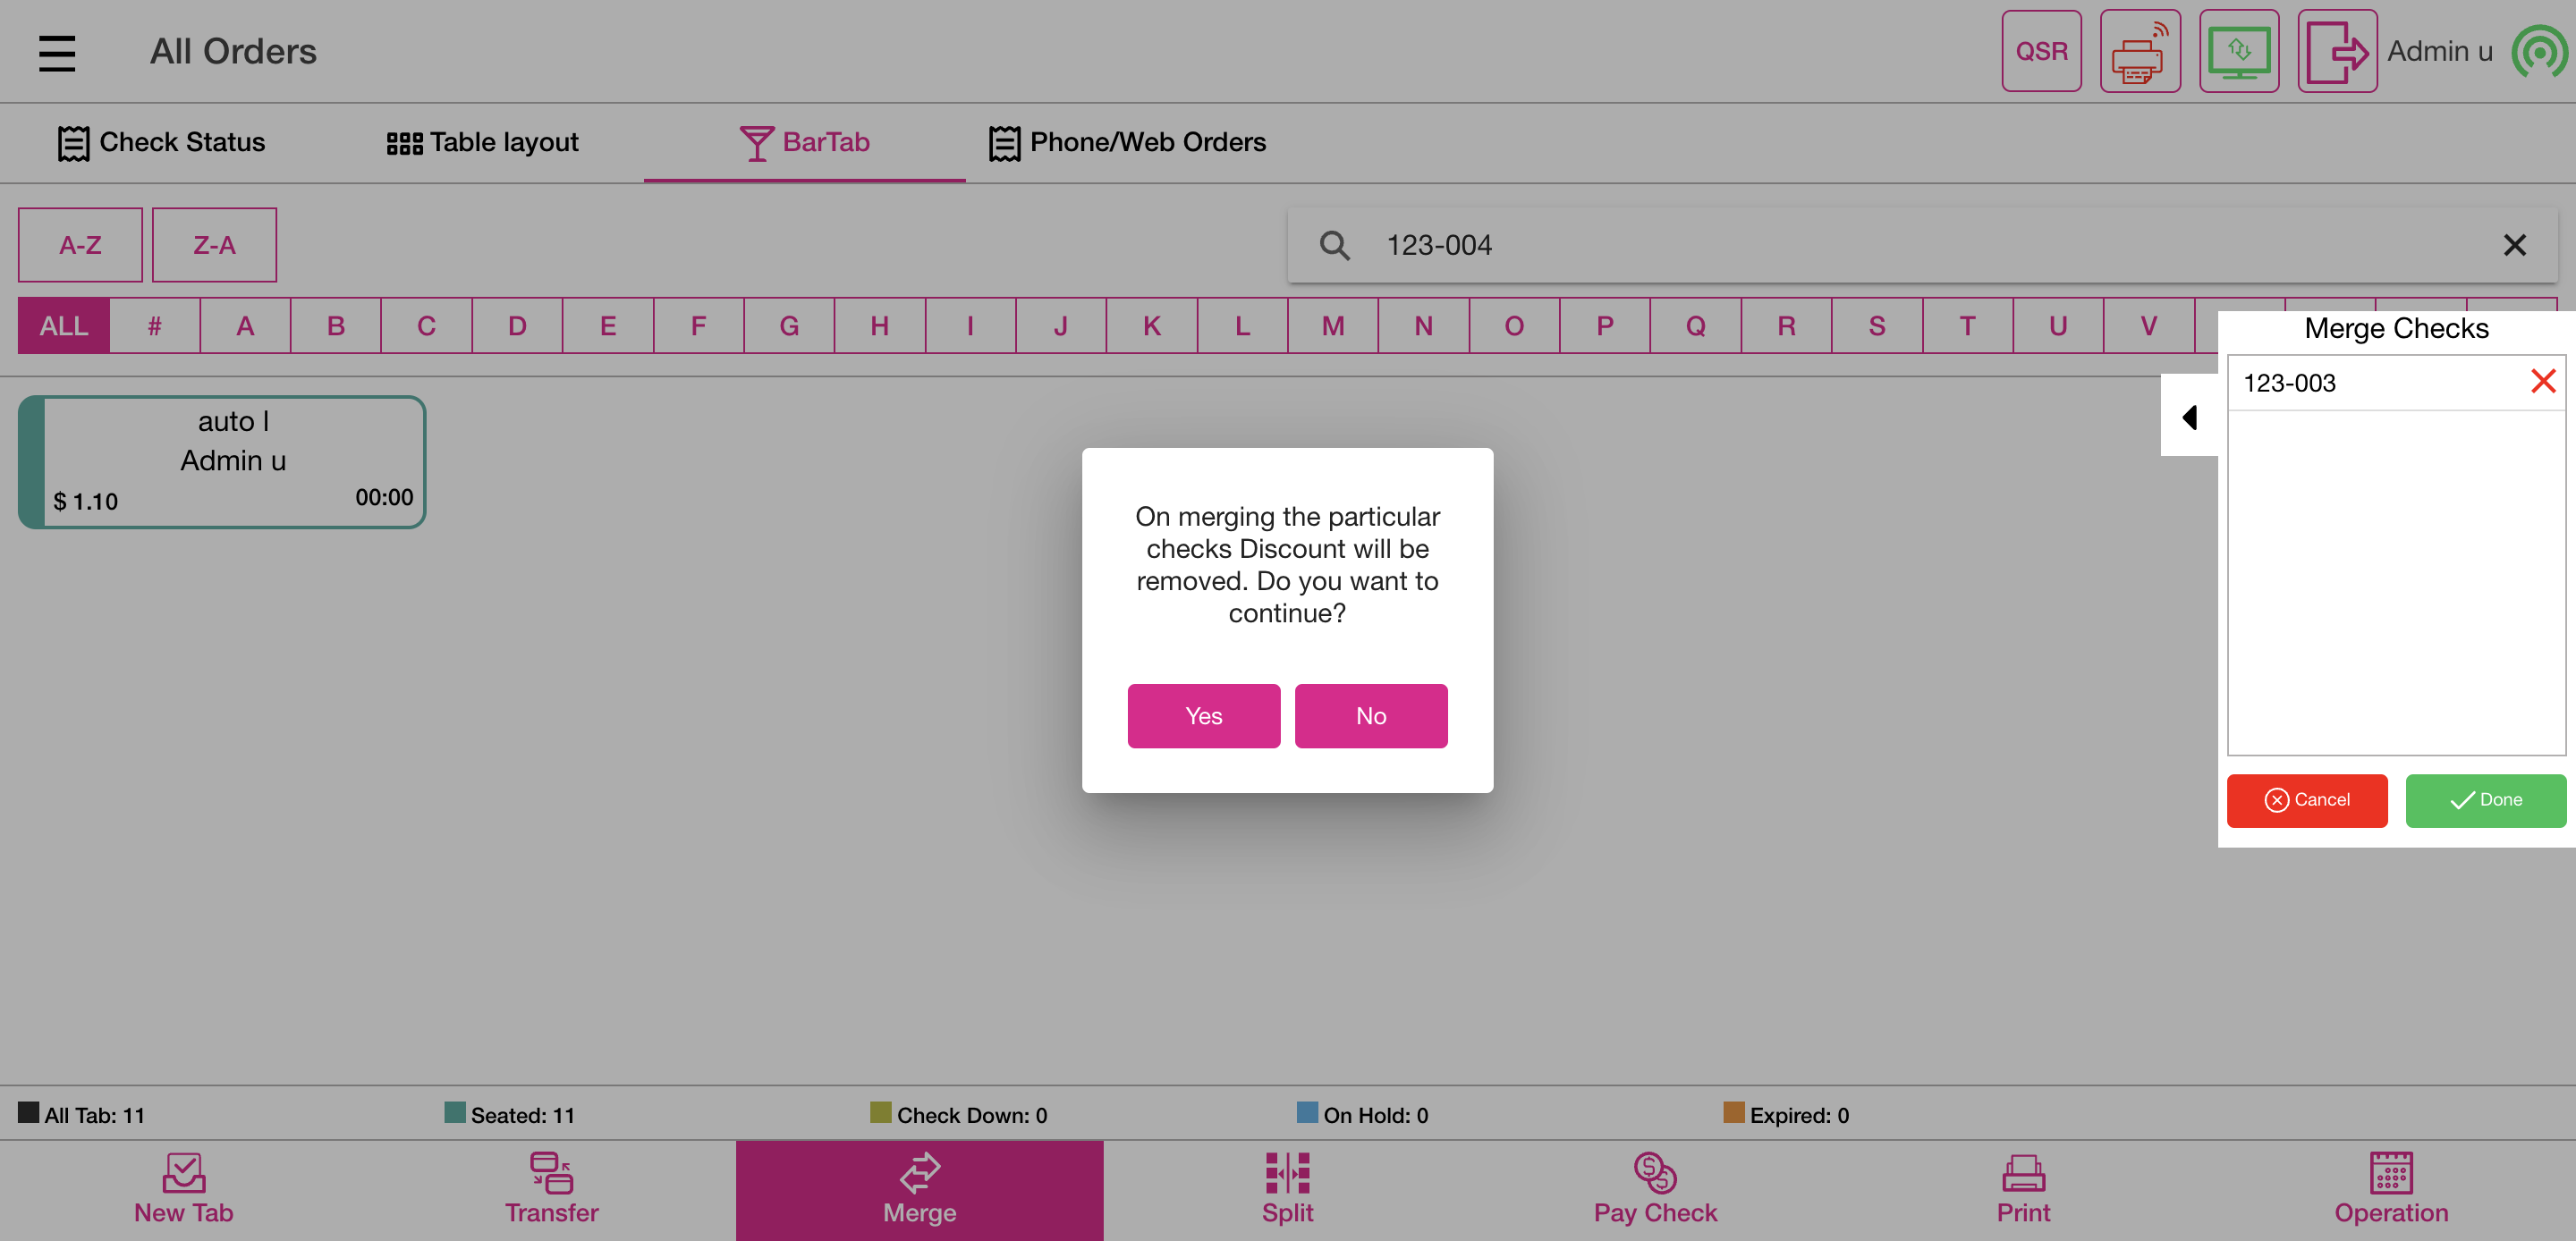 All Orders
QSR
Admin u
Check Status
Table layout
BarTab
Phone/Web Orders
A-Z
Z-A
123-004
ALL # A B C D E F G H I J K L M N O P Q R S T U V
Merge Checks
123-003
auto l
Admin u
$ 1.10
00:00
On merging the particular
checks Discount will be
removed. Do you want to
continue?
Yes
No
Cancel
Done
All Tab: 11
Seated: 11
Check Down: 0
On Hold: 0
Expired: 0
New Tab
Transfer
Merge
Split
Pay Check
Print
Operation